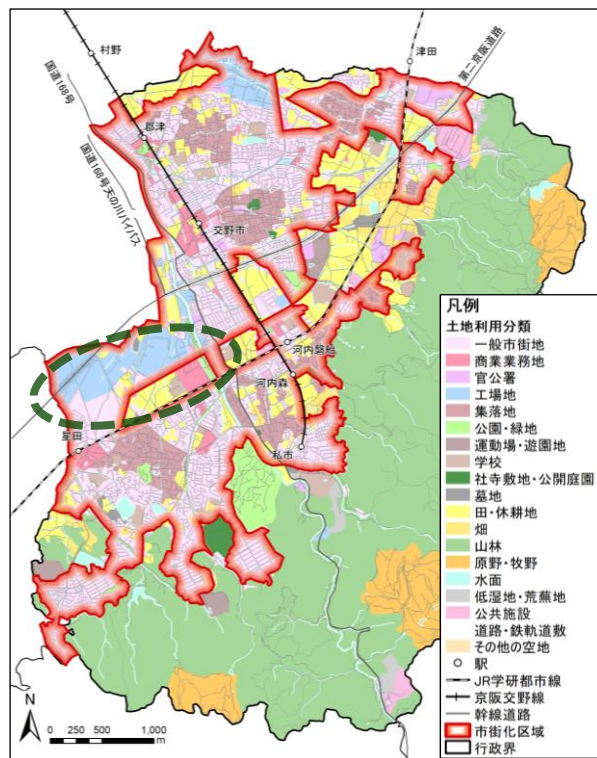 村野
津田
国道168号
第二京阪道路
郡津
国道168号 天の川バイパス
交野市
河内磐船
河内森
星田
私市
凡例
土地利用分類
一般市街地
商業業務地
官公署
工場地
集落地
公園・緑地
運動場・遊園地
学校
社寺敷地・公開庭園
墓地
田・休耕地
畑
山林
原野・牧野
水面
低湿地・荒蕪地
公共施設
道路・鉄軌道敷
その他の空地
駅
JR学研都市線
京阪交野線
幹線道路
市街化区域
行政界
N
0 250 500 1,000
m